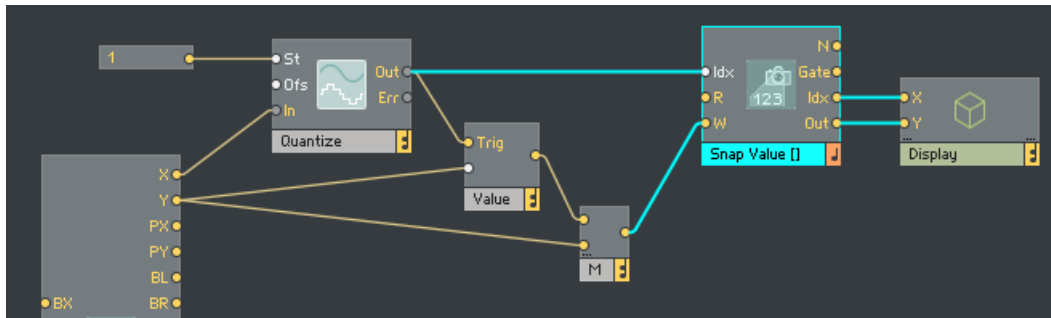 1
St
Ofs
In
Out
Err
Quantize
X
Y
PX
PY
BL
BX BR
Trig
Value
M
Idx
R
W
123
N
Gate
Idx
Out
Snap Value []
X
Y
Display